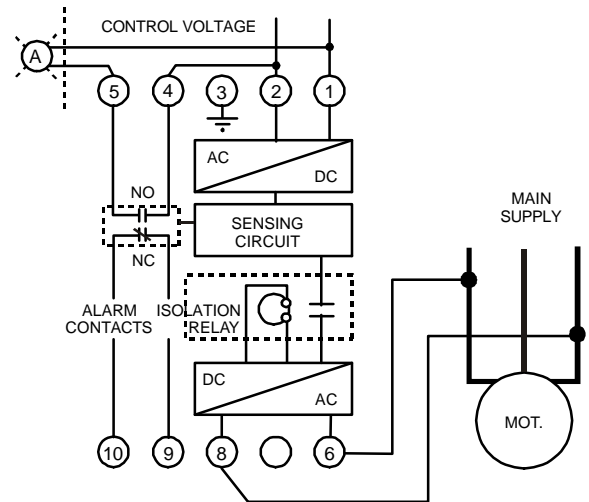 CONTROL VOLTAGE
A
5 4 3 2 1
AC
DC
NO
SENSING
CIRCUIT
NC
MAIN
SUPPLY
ALARM
CONTACTS
ISOLATION
RELAY
DC
AC
MOT.
10 9 8 6